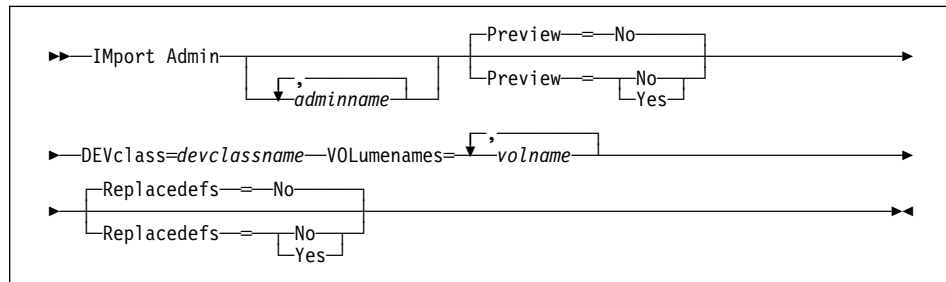 Preview = No
IMport Admin
,
adminname
Preview = No
Yes
,
DEVclass=devclassname VOLumenames= volname
Replacedefs = No
Replacedefs = No
Yes